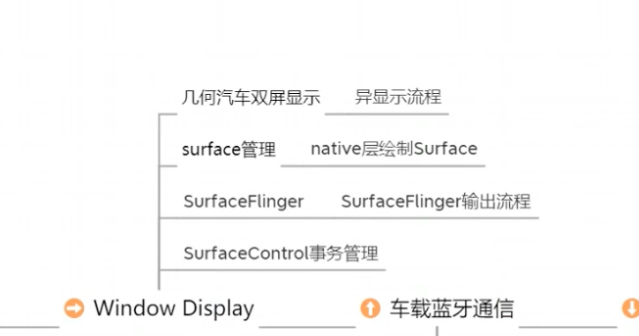 几何汽车双屏显示 异显示流程
surface管理 native层绘制Surface
SurfaceFlinger SurfaceFlinger输出流程
SurfaceControl事务管理
Window Display 车载蓝牙通信